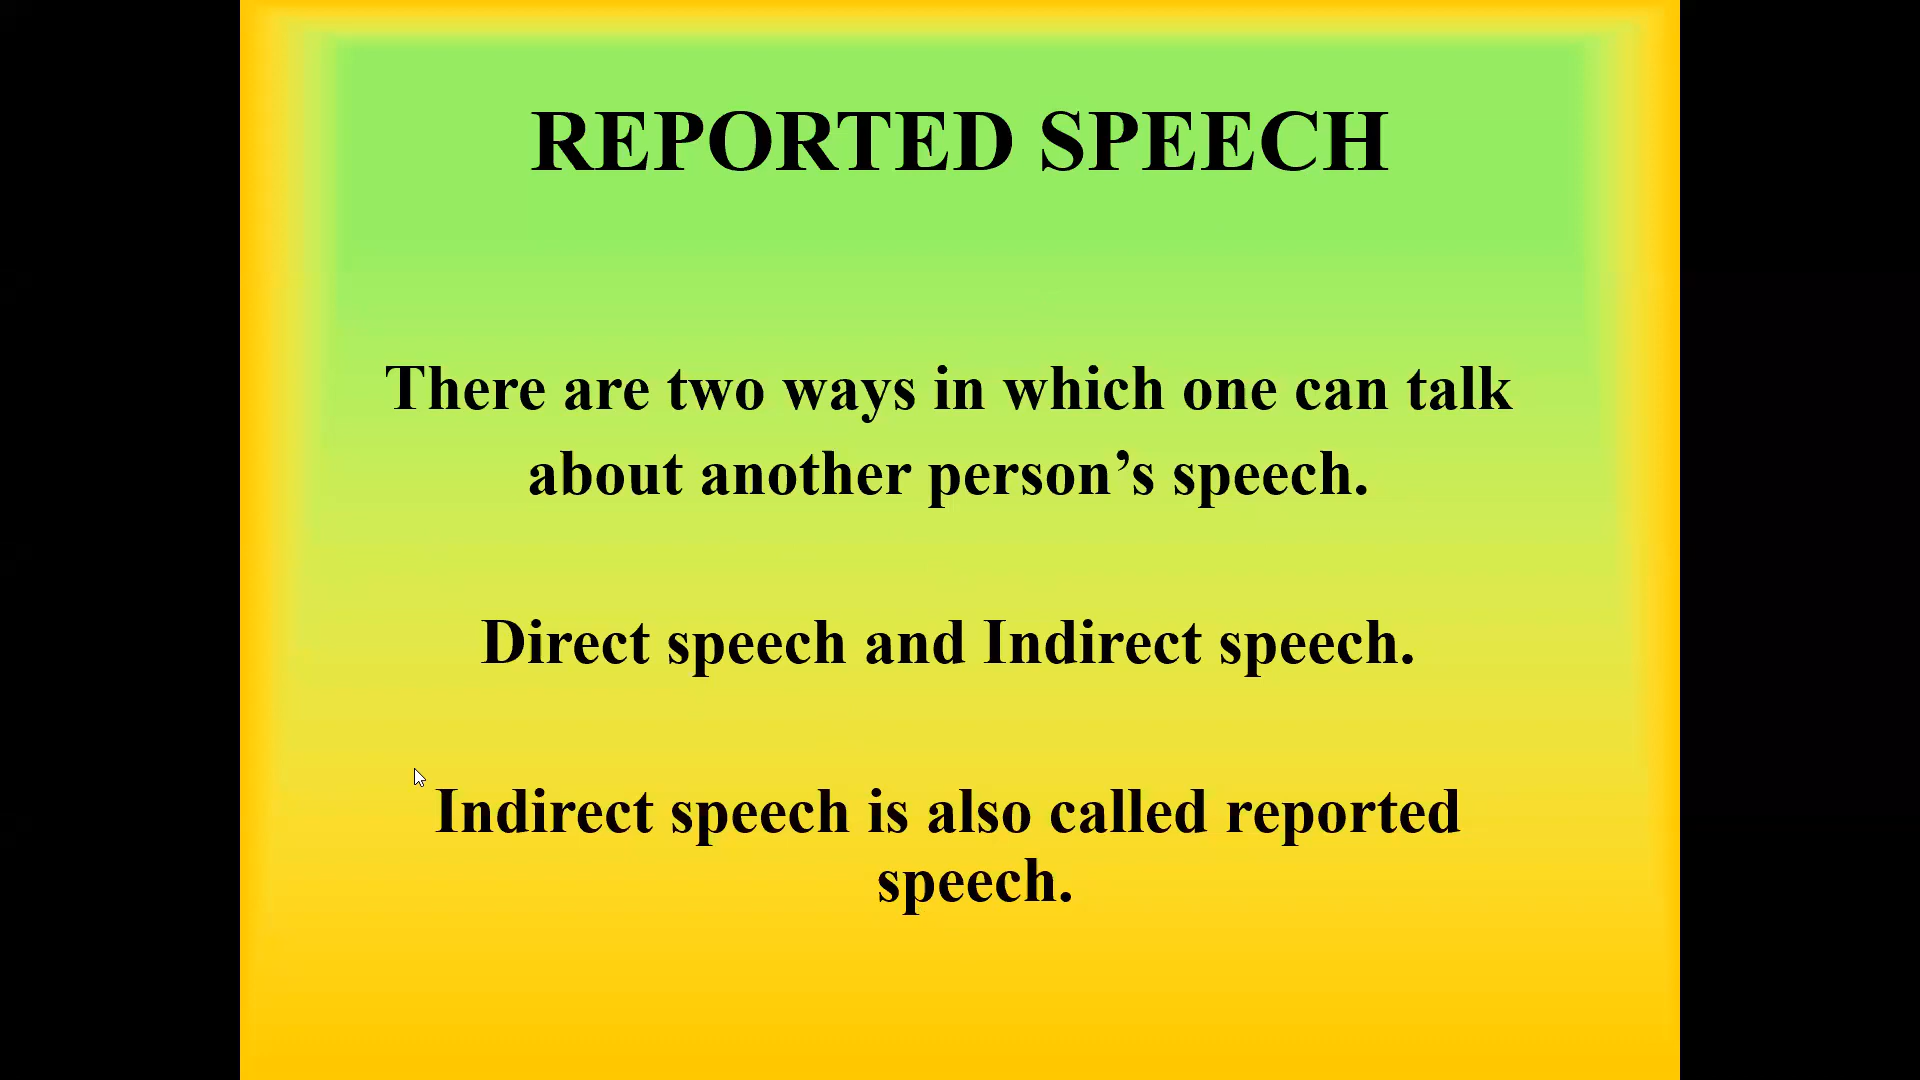 REPORTED SPEECH
There are two ways in which one can talk
about another person’s speech.
Direct speech and Indirect speech.
Indirect speech is also called reported
speech.